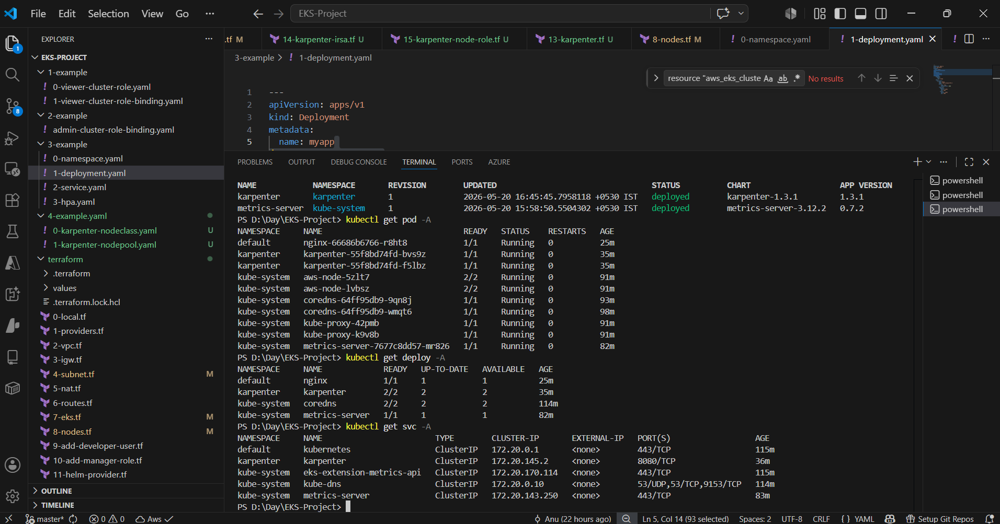 File Edit Selection View Go ··· EKS-Project
EXPLORER ···
.tf M 14-karpenter-irsa.tf U 15-karpenter-node-role.tf U 13-karpenter.tf U 8-nodes.tf M ! 0-namespace.yaml ! 1-deployment.yaml ! ···
3-example > ! 1-deployment.yaml
resource "aws_eks_cluste Aa ab .* No results
EKS-PROJECT
1-example
! 0-viewer-cluster-role.yaml
! 1-viewer-cluster-role-binding.yaml
2-example
! admin-cluster-role-binding.yaml
3-example
! 0-namespace.yaml
! 1-deployment.yaml
! 2-service.yaml
! 3-hpa.yaml
4-example.yaml
! 0-karpenter-nodeclass.yaml U
! 1-karpenter-nodepool.yaml U
terraform
.terraform
values
.terraform.lock.hcl
0-local.tf
1-providers.tf
2-vpc.tf
3-igw.tf
4-subnet.tf M
5-nat.tf
6-routes.tf
7-eks.tf M
8-nodes.tf M
9-add-developer-user.tf
10-add-manager-role.tf
11-helm-provider.tf
OUTLINE
TIMELINE
1
8
1 ---
2 apiVersion: apps/v1
3 kind: Deployment
4 metadata:
5 name: myapp
PROBLEMS OUTPUT DEBUG CONSOLE TERMINAL PORTS AZURE
powershell
powershell
powershell
NAME NAMESPACE REVISION UPDATED STATUS CHART APP VERSION
karpenter karpenter 1 2026-05-20 16:45:45.7958118 +0530 IST deployed karpenter-1.3.1 1.3.1
metrics-server kube-system 1 2026-05-20 15:58:50.5504302 +0530 IST deployed metrics-server-3.12.2 0.7.2
PS D:\Day\EKS-Project> kubectl get pod -A
NAMESPACE NAME READY STATUS RESTARTS AGE
default nginx-66686b6766-r8ht8 1/1 Running 0 25m
karpenter karpenter-55f8bd74fd-bvs9z 1/1 Running 0 35m
karpenter karpenter-55f8bd74fd-f5lbz 1/1 Running 0 35m
kube-system aws-node-5zlt7 2/2 Running 0 91m
kube-system aws-node-lvbsz 2/2 Running 0 91m
kube-system coredns-64ff95db9-9qn8j 1/1 Running 0 93m
kube-system coredns-64ff95db9-wmqt6 1/1 Running 0 98m
kube-system kube-proxy-42pmb 1/1 Running 0 91m
kube-system kube-proxy-k9v8b 1/1 Running 0 91m
kube-system metrics-server-7677c8dd57-mr826 1/1 Running 0 82m
PS D:\Day\EKS-Project> kubectl get deploy -A
NAMESPACE NAME READY UP-TO-DATE AVAILABLE AGE
default nginx 1/1 1 1 25m
karpenter karpenter 2/2 2 2 35m
kube-system coredns 2/2 2 2 114m
kube-system metrics-server 1/1 1 1 82m
PS D:\Day\EKS-Project> kubectl get svc -A
NAMESPACE NAME TYPE CLUSTER-IP EXTERNAL-IP PORT(S) AGE
default kubernetes ClusterIP 172.20.0.1 <none> 443/TCP 115m
karpenter karpenter ClusterIP 172.20.145.2 <none> 8080/TCP 36m
kube-system eks-extension-metrics-api ClusterIP 172.20.170.114 <none> 443/TCP 115m
kube-system kube-dns ClusterIP 172.20.0.10 <none> 53/UDP,53/TCP,9153/TCP 114m
kube-system metrics-server ClusterIP 172.20.143.250 <none> 443/TCP 83m
PS D:\Day\EKS-Project>
master* 0 0 Aws Anu (22 hours ago) Ln 5, Col 14 (93 selected) Spaces: 2 UTF-8 CRLF { } YAML Setup Git Repos